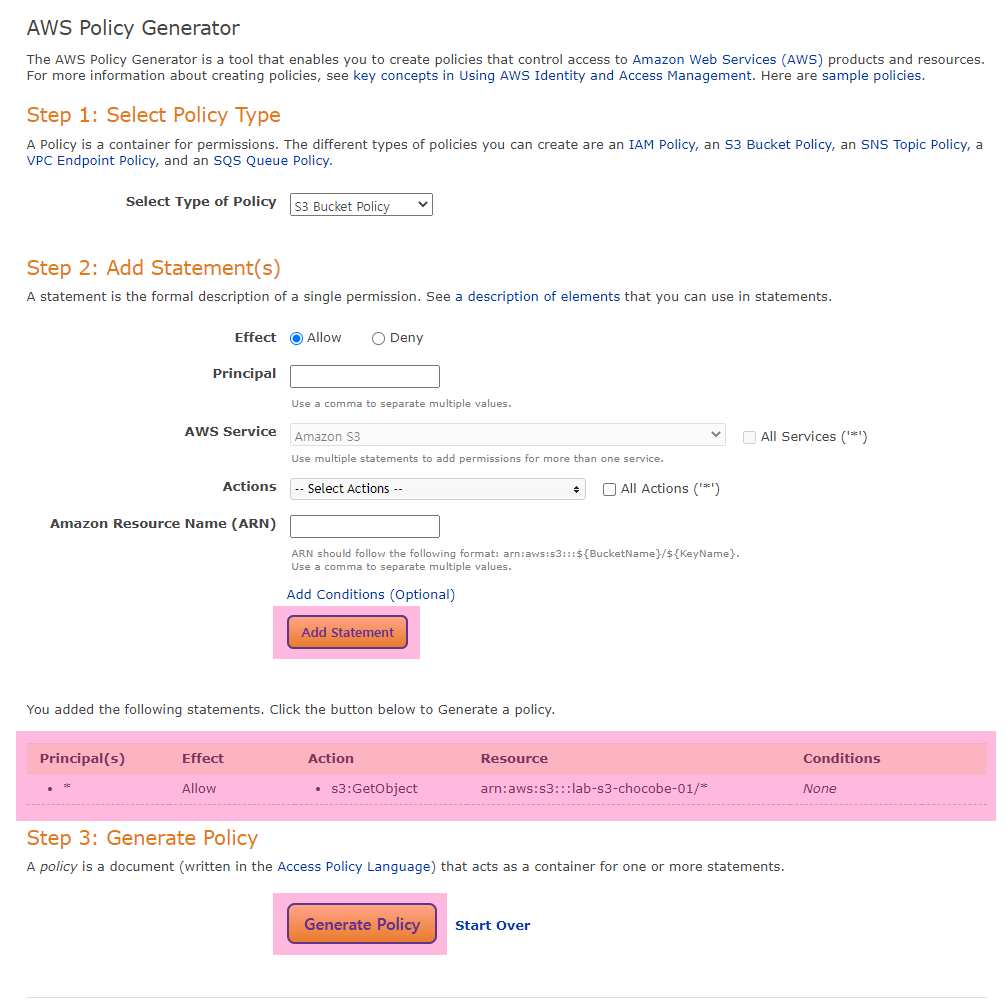 AWS Policy Generator
The AWS Policy Generator is a tool that enables you to create policies that control access to Amazon Web Services (AWS) products and resources.
For more information about creating policies, see key concepts in Using AWS Identity and Access Management. Here are sample policies.
Step 1: Select Policy Type
A Policy is a container for permissions. The different types of policies you can create are an IAM Policy, an S3 Bucket Policy, an SNS Topic Policy, a
VPC Endpoint Policy, and an SQS Queue Policy.
Select Type of Policy S3 Bucket Policy
Step 2: Add Statement(s)
A statement is the formal description of a single permission. See a description of elements that you can use in statements.
Effect Allow Deny
Principal
Use a comma to separate multiple values.
AWS Service Amazon S3 All Services ('*')
Use multiple statements to add permissions for more than one service.
Actions -- Select Actions -- All Actions ('*')
Amazon Resource Name (ARN)
ARN should follow the following format: arn:aws:s3:::${BucketName}/${KeyName}.
Use a comma to separate multiple values.
Add Conditions (Optional)
Add Statement
You added the following statements. Click the button below to Generate a policy.
Principal(s) Effect Action Resource Conditions
• * Allow • s3:GetObject arn:aws:s3:::lab-s3-chocobe-01/* None
Step 3: Generate Policy
A policy is a document (written in the Access Policy Language) that acts as a container for one or more statements.
Generate Policy Start Over